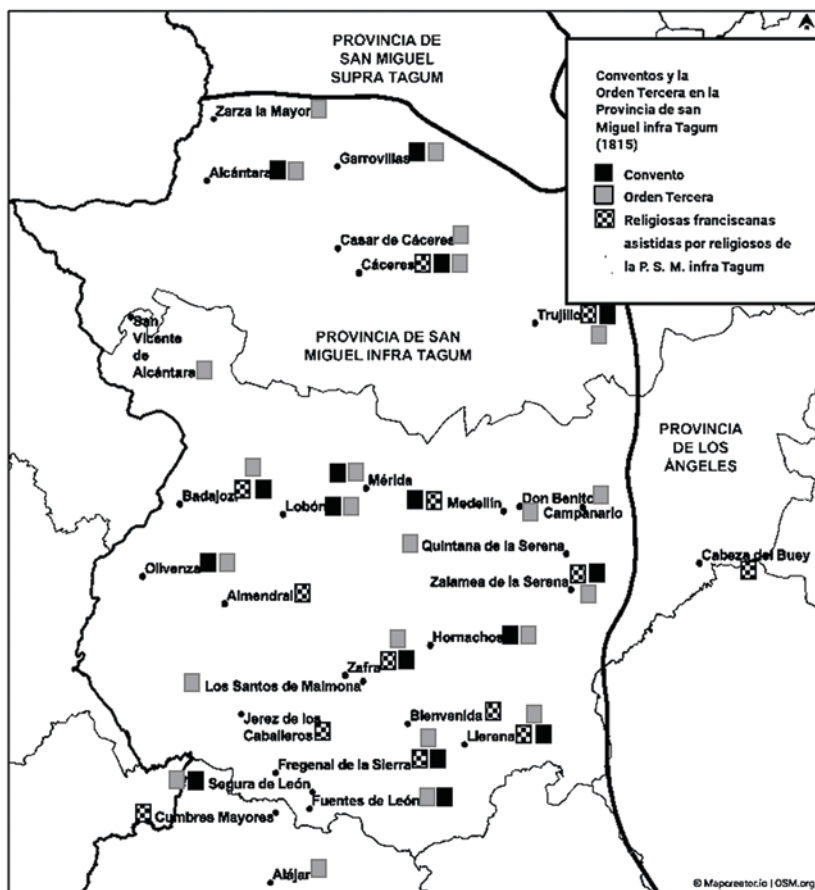 PROVINCIA DE
SAN MIGUEL
SUPRA TAGUM
Conventos y la
Orden Tercera en la
Provincia de san
Miguel infra Tagum
(1815)
Convento
Orden Tercera
Religiosas franciscanas
asistidas por religiosos de
la P. S. M. infra Tagum
Zarza la Mayor
Alcántara
Garrovillas
Casar de Cáceres
Cáceres
Trujillo
San
Vicente
de
Alcántara
PROVINCIA DE SAN
MIGUEL INFRA TAGUM
PROVINCIA
DE LOS
ÁNGELES
Badajoz
Lobón
Mérida
Medellín
Don Benito
Campanario
Quintana de la Serena
Cabeza del Buey
Olivenza
Almendral
Zalamea de la Serena
Hornachos
Zafra
Los Santos de Maimona
Jerez de los
Caballeros
Bienvenida
Llerena
Fregenal de la Sierra
Segura de León
Fuentes de León
Cumbres Mayores
Alájar
© Mapcreator.io | OSM.org